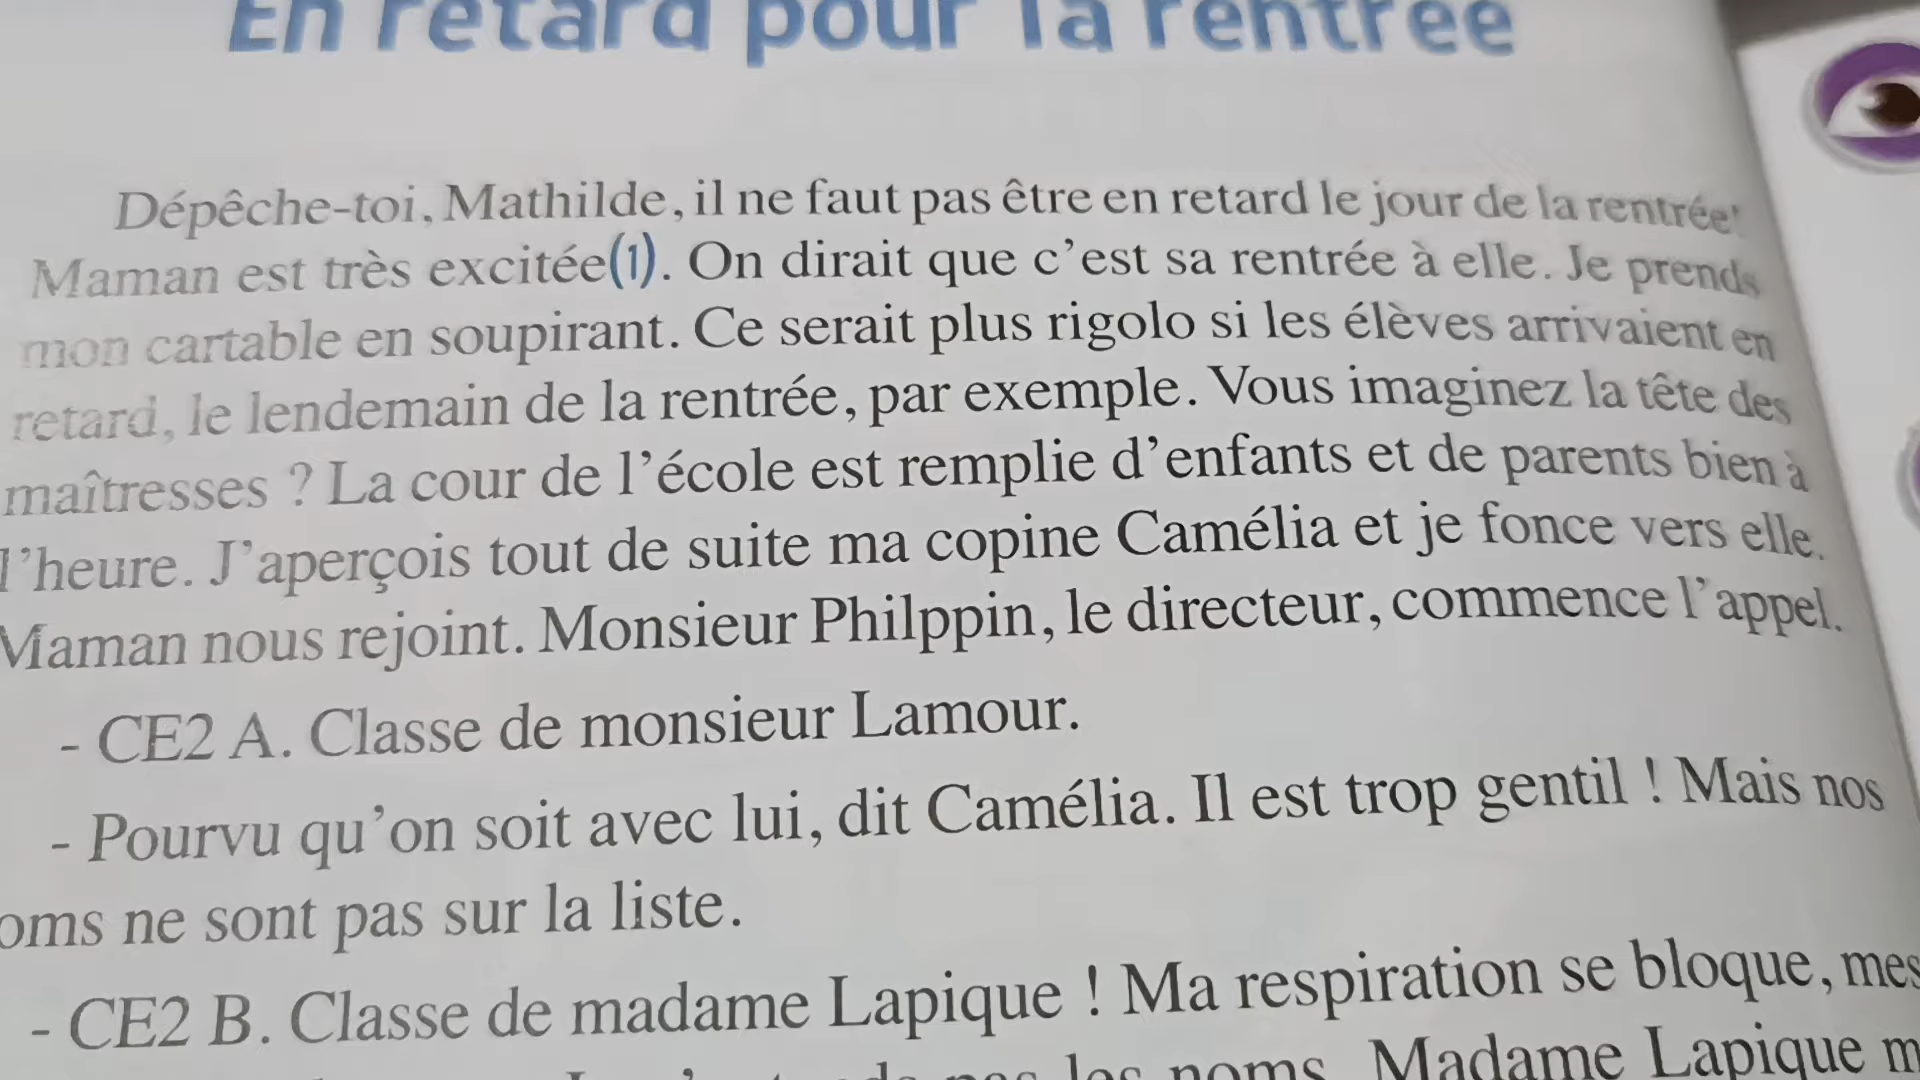 En retard pour la rentrée
Dépêche-toi, Mathilde, il ne faut pas être en retard le jour de la rentrée!
Maman est très excitée(1). On dirait que c’est sa rentrée à elle. Je prends
mon cartable en soupirant. Ce serait plus rigolo si les élèves arrivaient en
retard, le lendemain de la rentrée, par exemple. Vous imaginez la tête des
maîtresses ? La cour de l’école est remplie d’enfants et de parents bien à
l’heure. J’aperçois tout de suite ma copine Camélia et je fonce vers elle.
Maman nous rejoint. Monsieur Philppin, le directeur, commence l’appel.
- CE2 A. Classe de monsieur Lamour.
- Pourvu qu’on soit avec lui, dit Camélia. Il est trop gentil ! Mais nos
oms ne sont pas sur la liste.
- CE2 B. Classe de madame Lapique ! Ma respiration se bloque, mes
pas les noms. Madame Lapique m